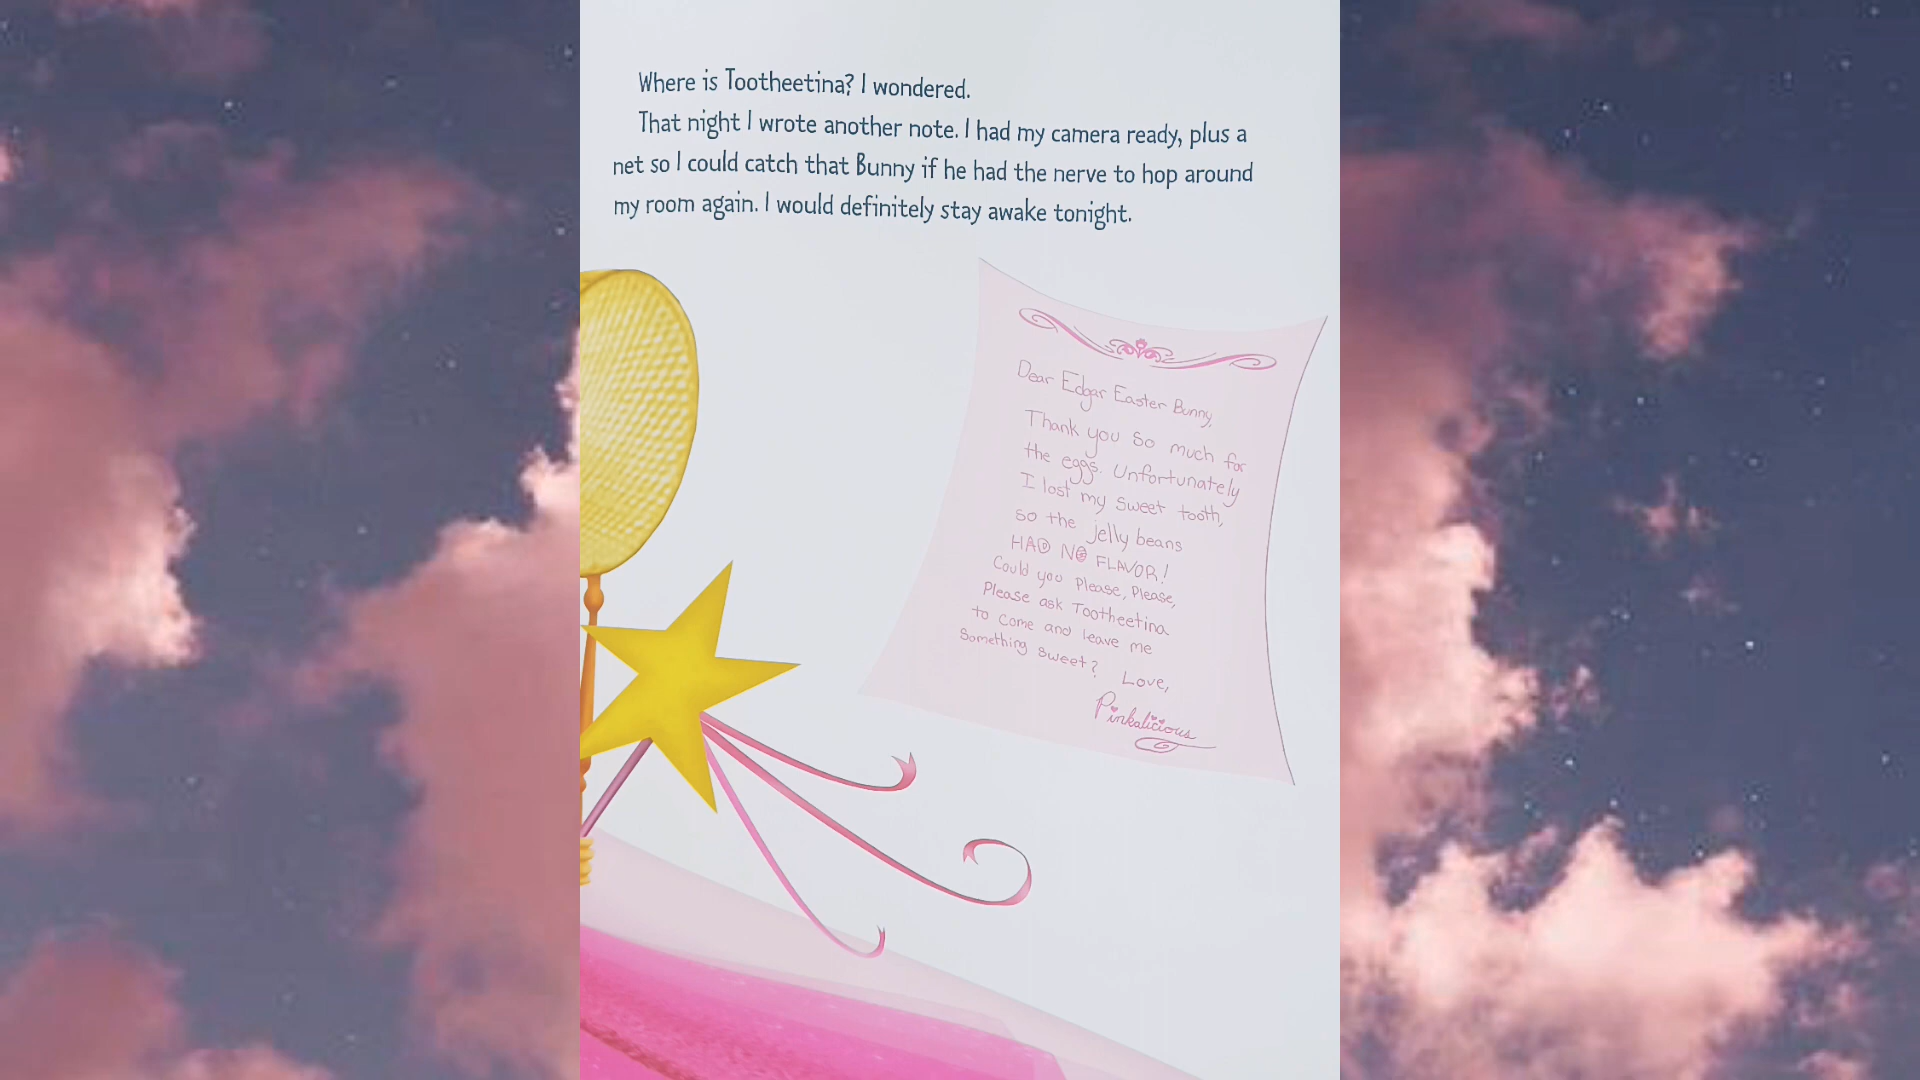 Where is Tootheetina? I wondered.
That night I wrote another note. I had my camera ready, plus a
net so I could catch that Bunny if he had the nerve to hop around
my room again. I would definitely stay awake tonight.
Dear Edgar Easter Bunny,
Thank you so much for
the eggs. Unfortunately
I lost my sweet tooth,
so the jelly beans
HAD NO FLAVOR!
Could you Please, Please,
Please ask Tootheetina
to come and leave me
Something sweet?
Love,
Pinkalicious